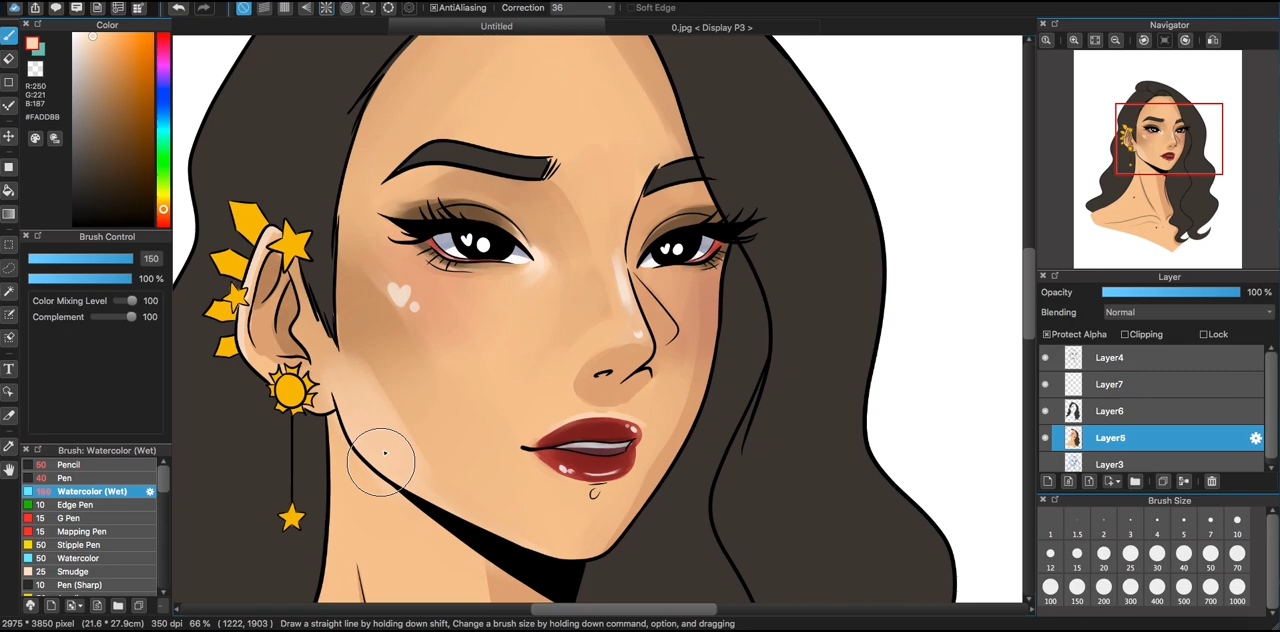 AntiAliasing Correction 36 Soft Edge
Color
Untitled
0.jpg < Display P3 >
Navigator
R:250
G:221
B:187
#FADDBB
Brush Control
150
100 %
Color Mixing Level 100
Complement 100
T
Brush: Watercolor (Wet)
50 Pencil
40 Pen
150 Watercolor (Wet)
10 Edge Pen
15 G Pen
15 Mapping Pen
50 Stipple Pen
50 Watercolor
25 Smudge
10 Pen (Sharp)
Layer
Opacity 100 %
Blending Normal
Protect Alpha Clipping Lock
Layer4
Layer7
Layer6
Layer5
Layer3
Brush Size
1 1.5 2 3 4 5 7 10
12 15 20 25 30 40 50 70
100 150 200 300 400 500 700 1000
2975 * 3850 pixel (21.6 * 27.9cm) 350 dpi 66 % ( 1222, 1903 ) Draw a straight line by holding down shift, Change a brush size by holding down command, option, and dragging